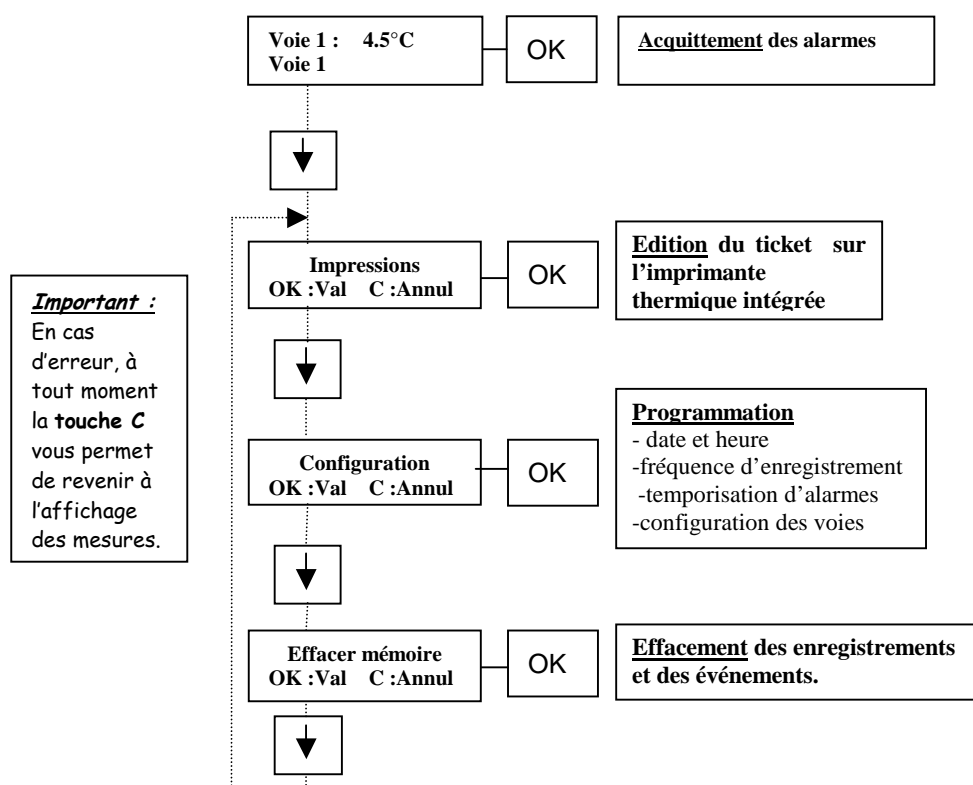 Voie 1 : 4.5°C
Voie 1
OK
Acquittement des alarmes
Impressions
OK :Val C :Annul
OK
Edition du ticket sur
l'imprimante
thermique intégrée
Important :
En cas
d'erreur, à
tout moment
la touche C
vous permet
de revenir à
l'affichage
des mesures.
Configuration
OK :Val C :Annul
OK
Programmation
- date et heure
-fréquence d'enregistrement
-temporisation d'alarmes
-configuration des voies
Effacer mémoire
OK :Val C :Annul
OK
Effacement des enregistrements
et des événements.